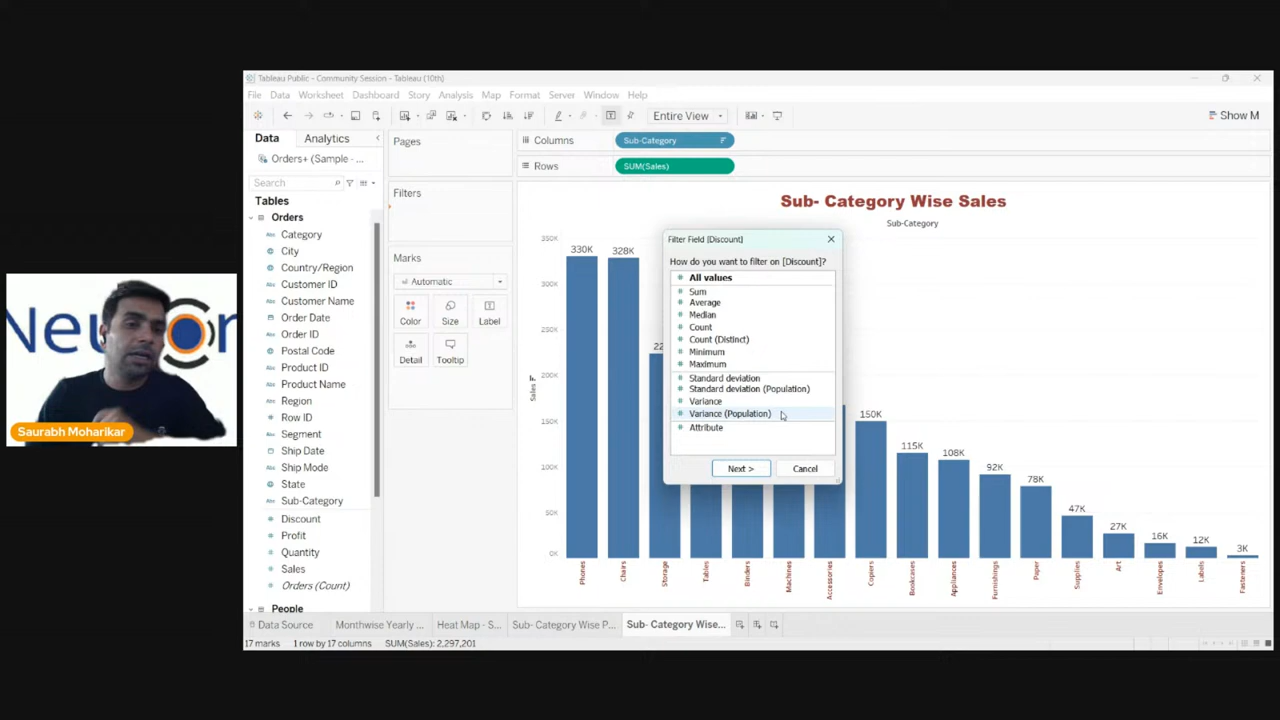 Tableau Public - Community Session - Tableau (10th)
File Data Worksheet Dashboard Story Analysis Map Format Server Window Help
Entire View
Show M
Data Analytics
Orders+ (Sample - ...
Search
Tables
Orders
Category
City
Country/Region
Customer ID
Customer Name
Order Date
Order ID
Postal Code
Product ID
Product Name
Region
Row ID
Segment
Ship Date
Ship Mode
State
Sub-Category
Discount
Profit
Quantity
Sales
Orders (Count)
People
Pages
Filters
Marks
Automatic
Color Size Label
Detail Tooltip
Columns Sub-Category
Rows SUM(Sales)
Sub- Category Wise Sales
Sub-Category
Sales
350K
300K
250K
200K
150K
100K
50K
0K
330K
328K
22
150K
115K
108K
92K
78K
47K
27K
16K
12K
3K
Phones
Chairs
Storage
Tables
Binders
Machines
Accessories
Copiers
Bookcases
Appliances
Furnishings
Paper
Supplies
Art
Envelopes
Labels
Fasteners
Filter Field [Discount]
How do you want to filter on [Discount]?
# All values
# Sum
# Average
# Median
# Count
# Count (Distinct)
# Minimum
# Maximum
# Standard deviation
# Standard deviation (Population)
# Variance
# Variance (Population)
# Attribute
Next > Cancel
Data Source Monthwise Yearly ... Heat Map - S... Sub- Category Wise P... Sub- Category Wise...
17 marks 1 row by 17 columns SUM(Sales): 2,297,201
Saurabh Moharikar